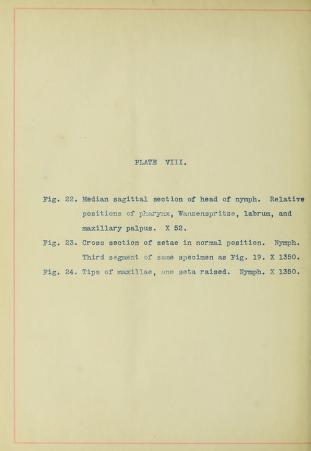 PLATE VIII.
Fig. 22. Median sagittal section of head of nymph. Relative
positions of pharynx, Wanzenspritze, labrum, and
maxillary palpus. X 52.
Fig. 23. Cross section of setae in normal position. Nymph.
Third segment of same specimen as Fig. 19. X 1350.
Fig. 24. Tips of maxillae, one seta raised. Nymph. X 1350.